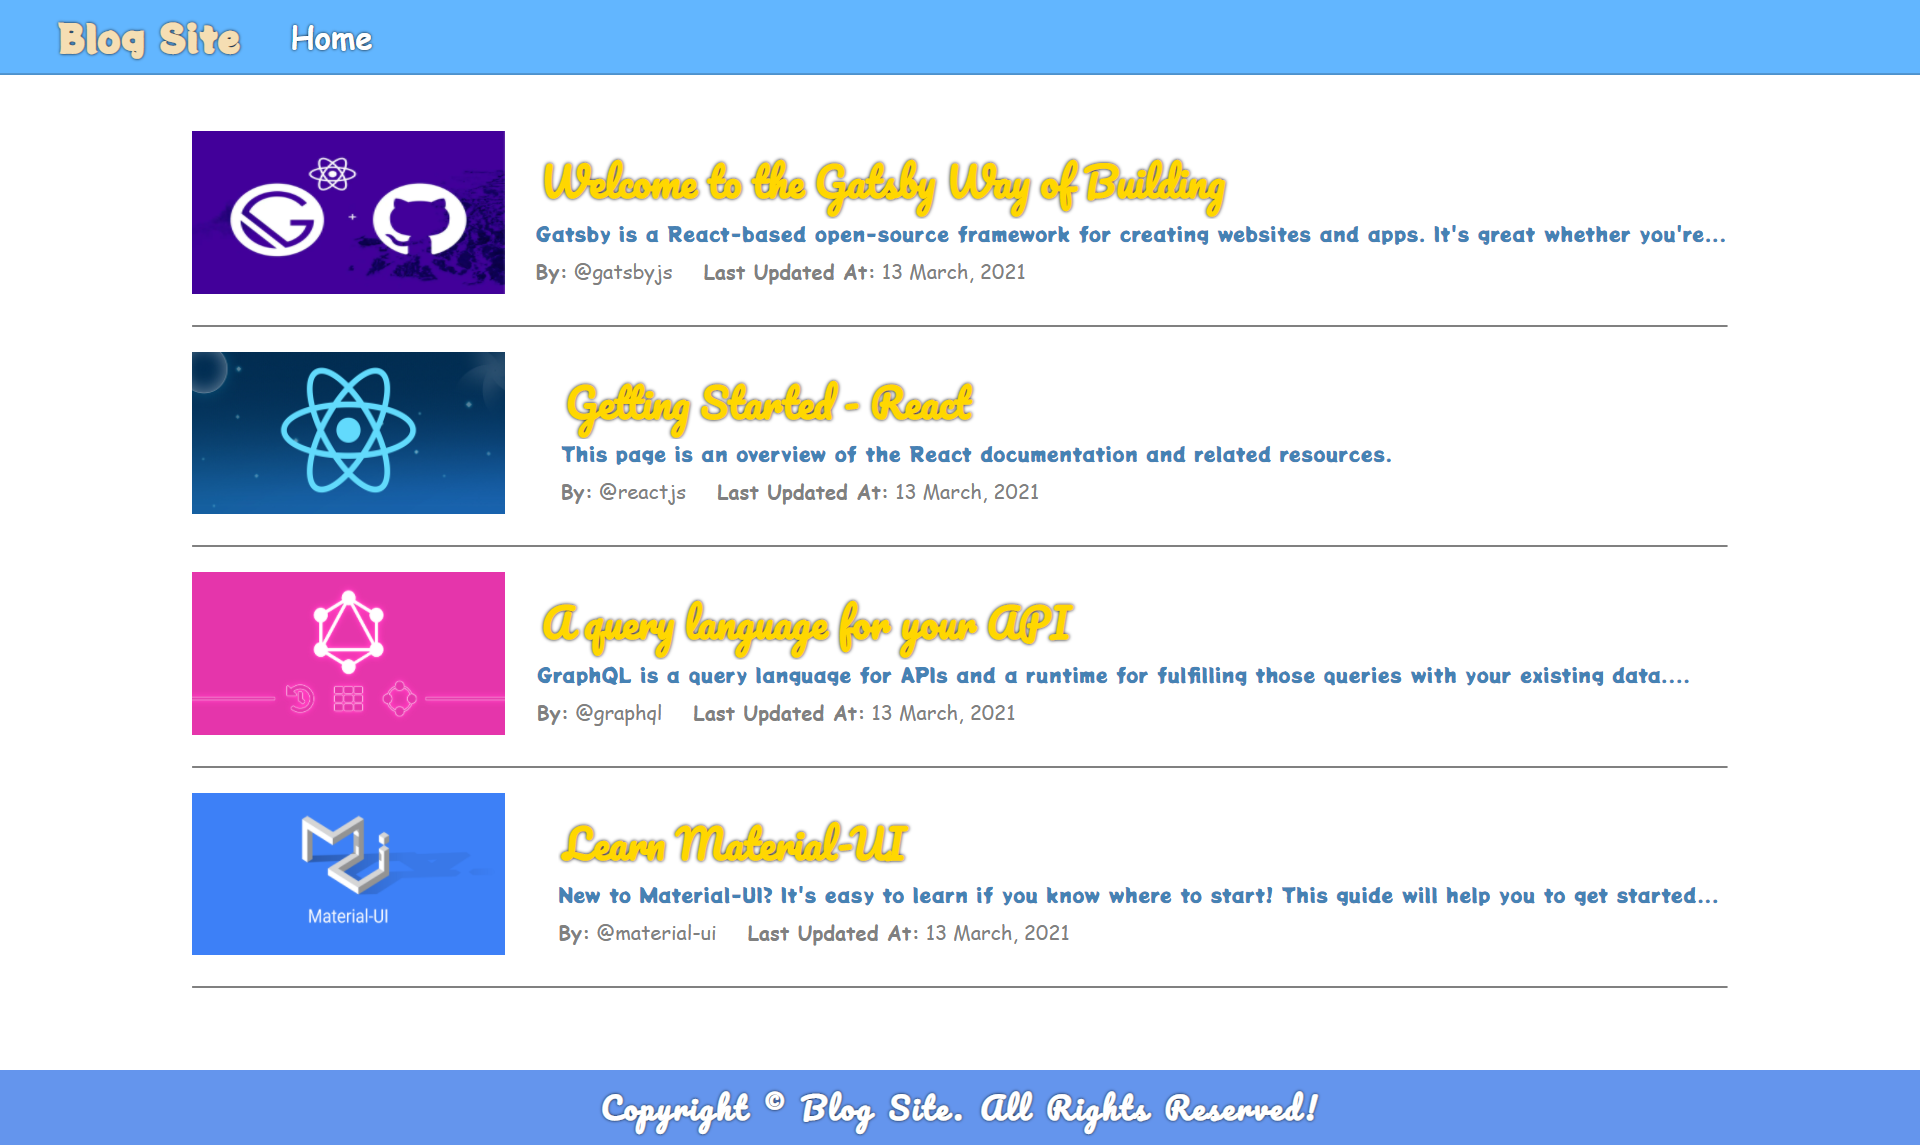 Blog Site Home
Welcome to the Gatsby Way of Building
Gatsby is a React-based open-source framework for creating websites and apps. It's great whether you're...
By: @gatsbyjs Last Updated At: 13 March, 2021
Getting Started - React
This page is an overview of the React documentation and related resources.
By: @reactjs Last Updated At: 13 March, 2021
A query language for your API
GraphQL is a query language for APIs and a runtime for fulfilling those queries with your existing data....
By: @graphql Last Updated At: 13 March, 2021
Material-UI
Learn Material-UI
New to Material-UI? It's easy to learn if you know where to start! This guide will help you to get started...
By: @material-ui Last Updated At: 13 March, 2021
Copyright © Blog Site. All Rights Reserved!